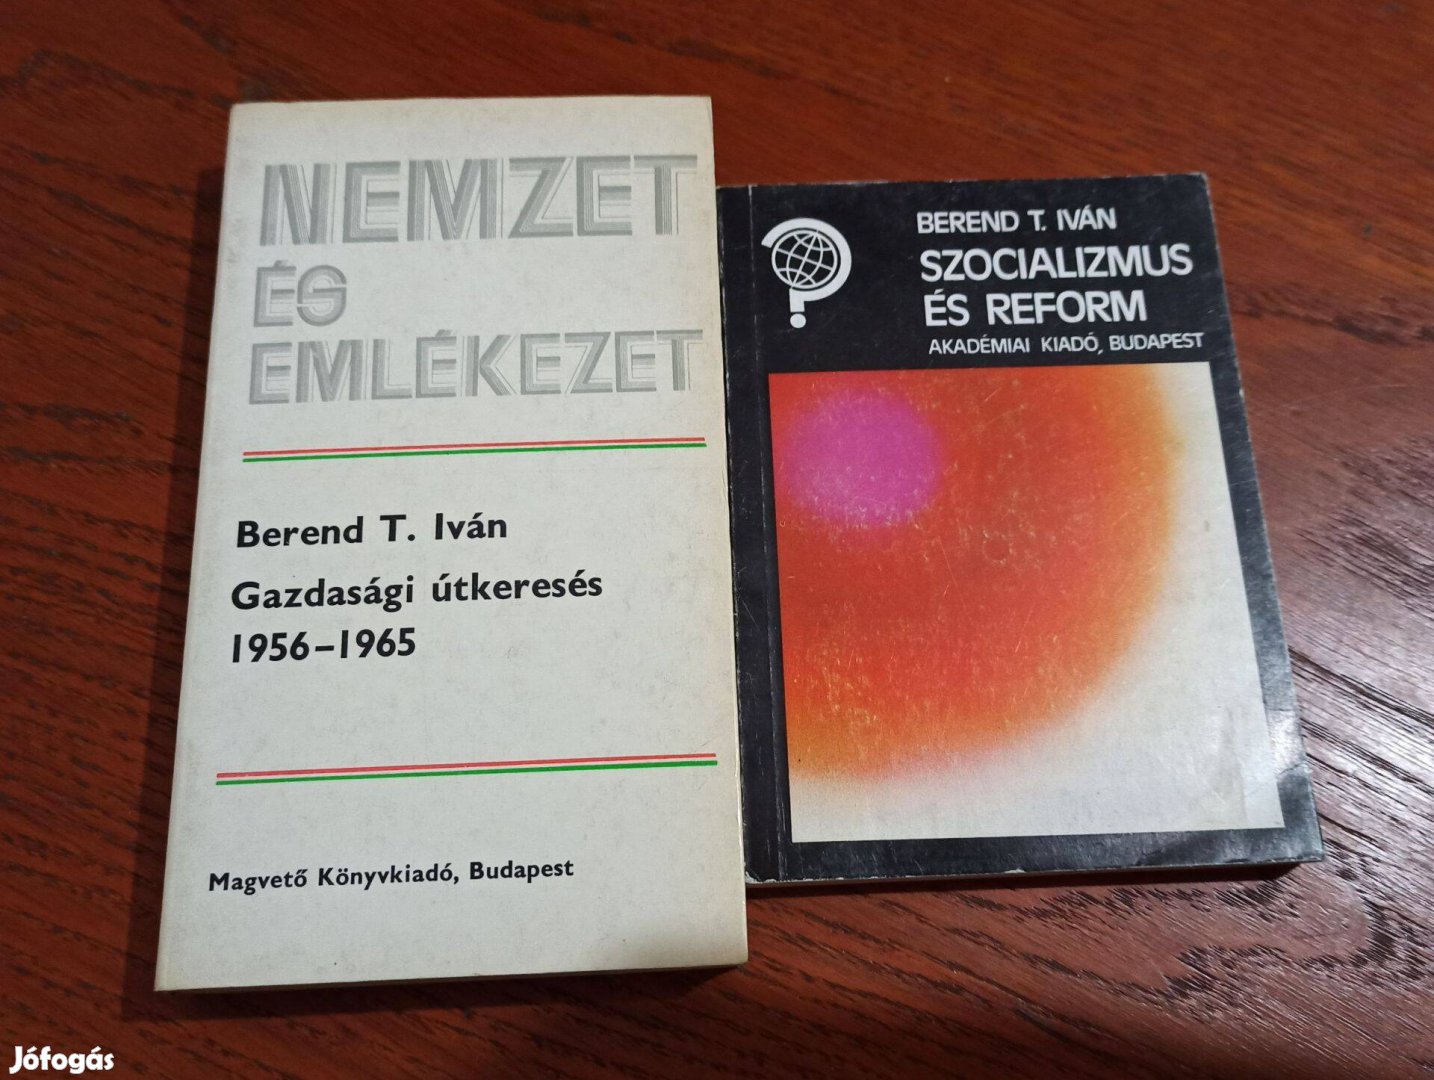 NEMZET
ÉS
EMLÉKEZET
Berend T. Iván
Gazdasági útkeresés
1956–1965
Magvető Könyvkiadó, Budapest
BEREND T. IVÁN
SZOCIALIZMUS
ÉS REFORM
AKADÉMIAI KIADÓ, BUDAPEST
Jófogás